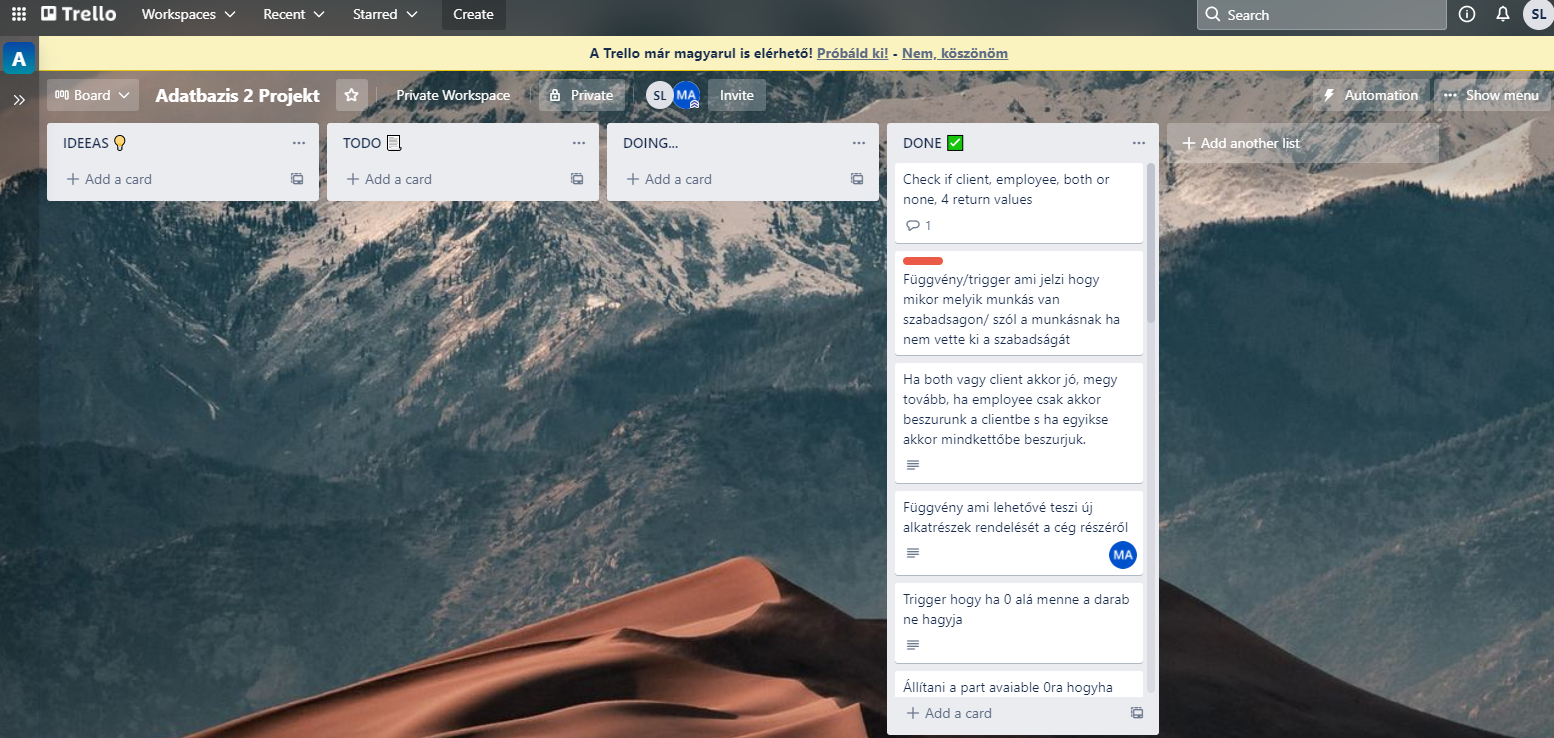 Trello
Workspaces
Recent
Starred
Create
Search
SL
A
A Trello már magyarul is elérhető! Próbáld ki! - Nem, köszönöm
Board
Adatbazis 2 Projekt
Private Workspace
Private
SL
MA
Invite
Automation
Show menu
IDEEAS
Add a card
TODO
Add a card
DOING...
Add a card
DONE
Check if client, employee, both or
none, 4 return values
1
Függvény/trigger ami jelzi hogy
mikor melyik munkás van
szabadsagon/ szól a munkásnak ha
nem vette ki a szabadságát
Ha both vagy client akkor jó, megy
tovább, ha employee csak akkor
beszurunk a clientbe s ha egyikse
akkor mindkettőbe beszurjuk.
Függvény ami lehetővé teszi új
alkatrészek rendelését a cég részéről
MA
Trigger hogy ha 0 alá menne a darab
ne hagyja
Állítani a part avaiable 0ra hogyha
Add a card
Add another list